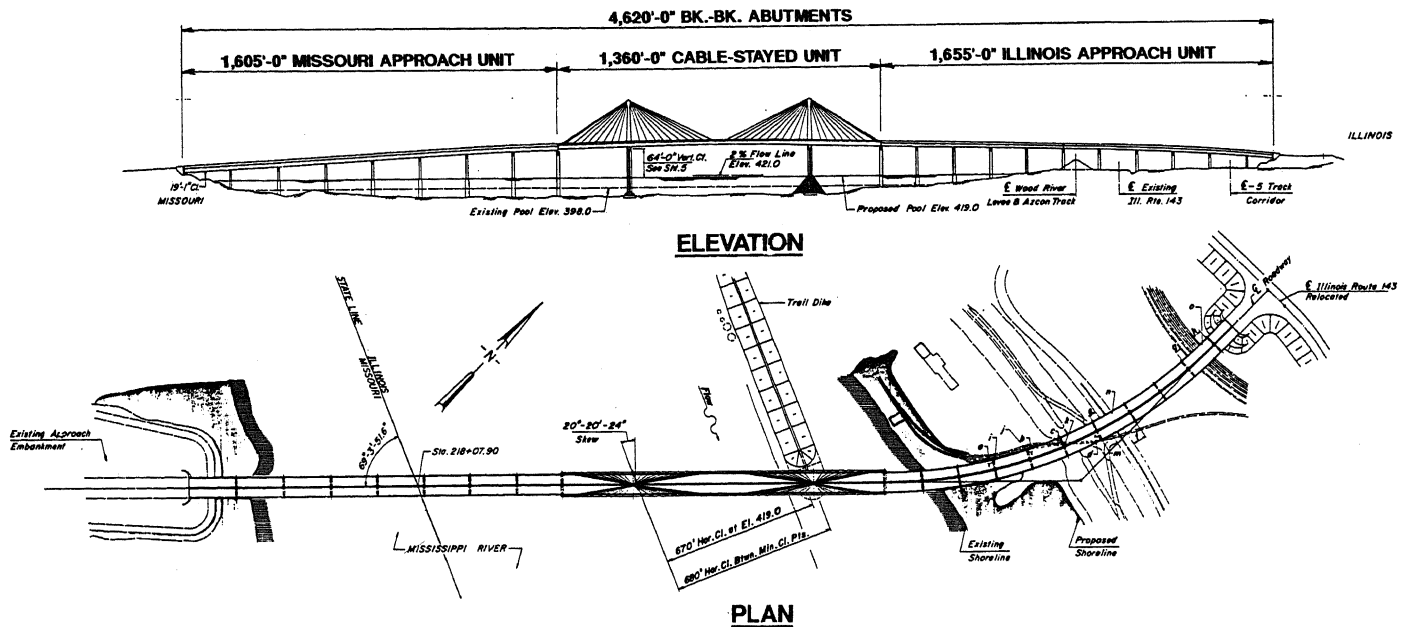 4,620'-0" BK.-BK. ABUTMENTS
1,605'-0" MISSOURI APPROACH UNIT
1,360'-0" CABLE-STAYED UNIT
1,655'-0" ILLINOIS APPROACH UNIT
ILLINOIS
64'-0" Vert. Cl.
See Sht. 5
2 % Flow Line
Elev. 421.0
19'-1" Cl.
MISSOURI
Existing Pool Elev. 398.0
Proposed Pool Elev. 419.0
℄ Wood River
Levee & Azcon Track
℄ Existing
Ill. Rte. 143
℄-5 Track
Corridor
ELEVATION
STATE LINE
ILLINOIS
MISSOURI
-N-
Trail Dike
Flow
℄ Roadway
℄ Illinois Route 143
Relocated
Existing Approach
Embankment
69°-3'-51.6"
Sta. 218+07.90
20°-20'-24"
Skew
MISSISSIPPI RIVER
670' Hor. Cl. at El. 419.0
680' Hor. Cl. Btwn. Min. Cl. Pts.
Existing
Shoreline
Proposed
Shoreline
PLAN